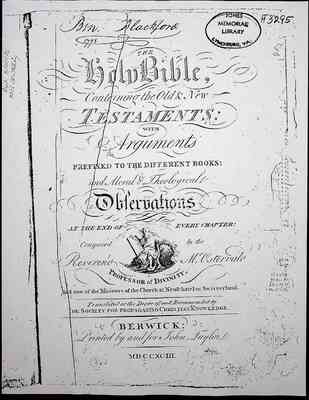 Ben. Blackford
JONES
MEMORIAL
LIBRARY
LYNCHBURG, VA.
#3295
THE
Holy Bible,
Containing the Old & New
TESTAMENTS:
WITH
Arguments
PREFIXED TO THE DIFFERENT BOOKS:
and Moral & Theological
Observations
AT THE END OF EVERY CHAPTER:
Composed by the
Reverend Mr. Ostervald
PROFESSOR of DIVINITY,
And one of the Ministers of the Church at Neufchatel in Swisserland.
Translated at the Desire of and Recommended by
THE SOCIETY FOR PROPAGATING CHRISTIAN KNOWLEDGE.
BERWICK:
Printed by and for John Taylor
MDCCXCIII.